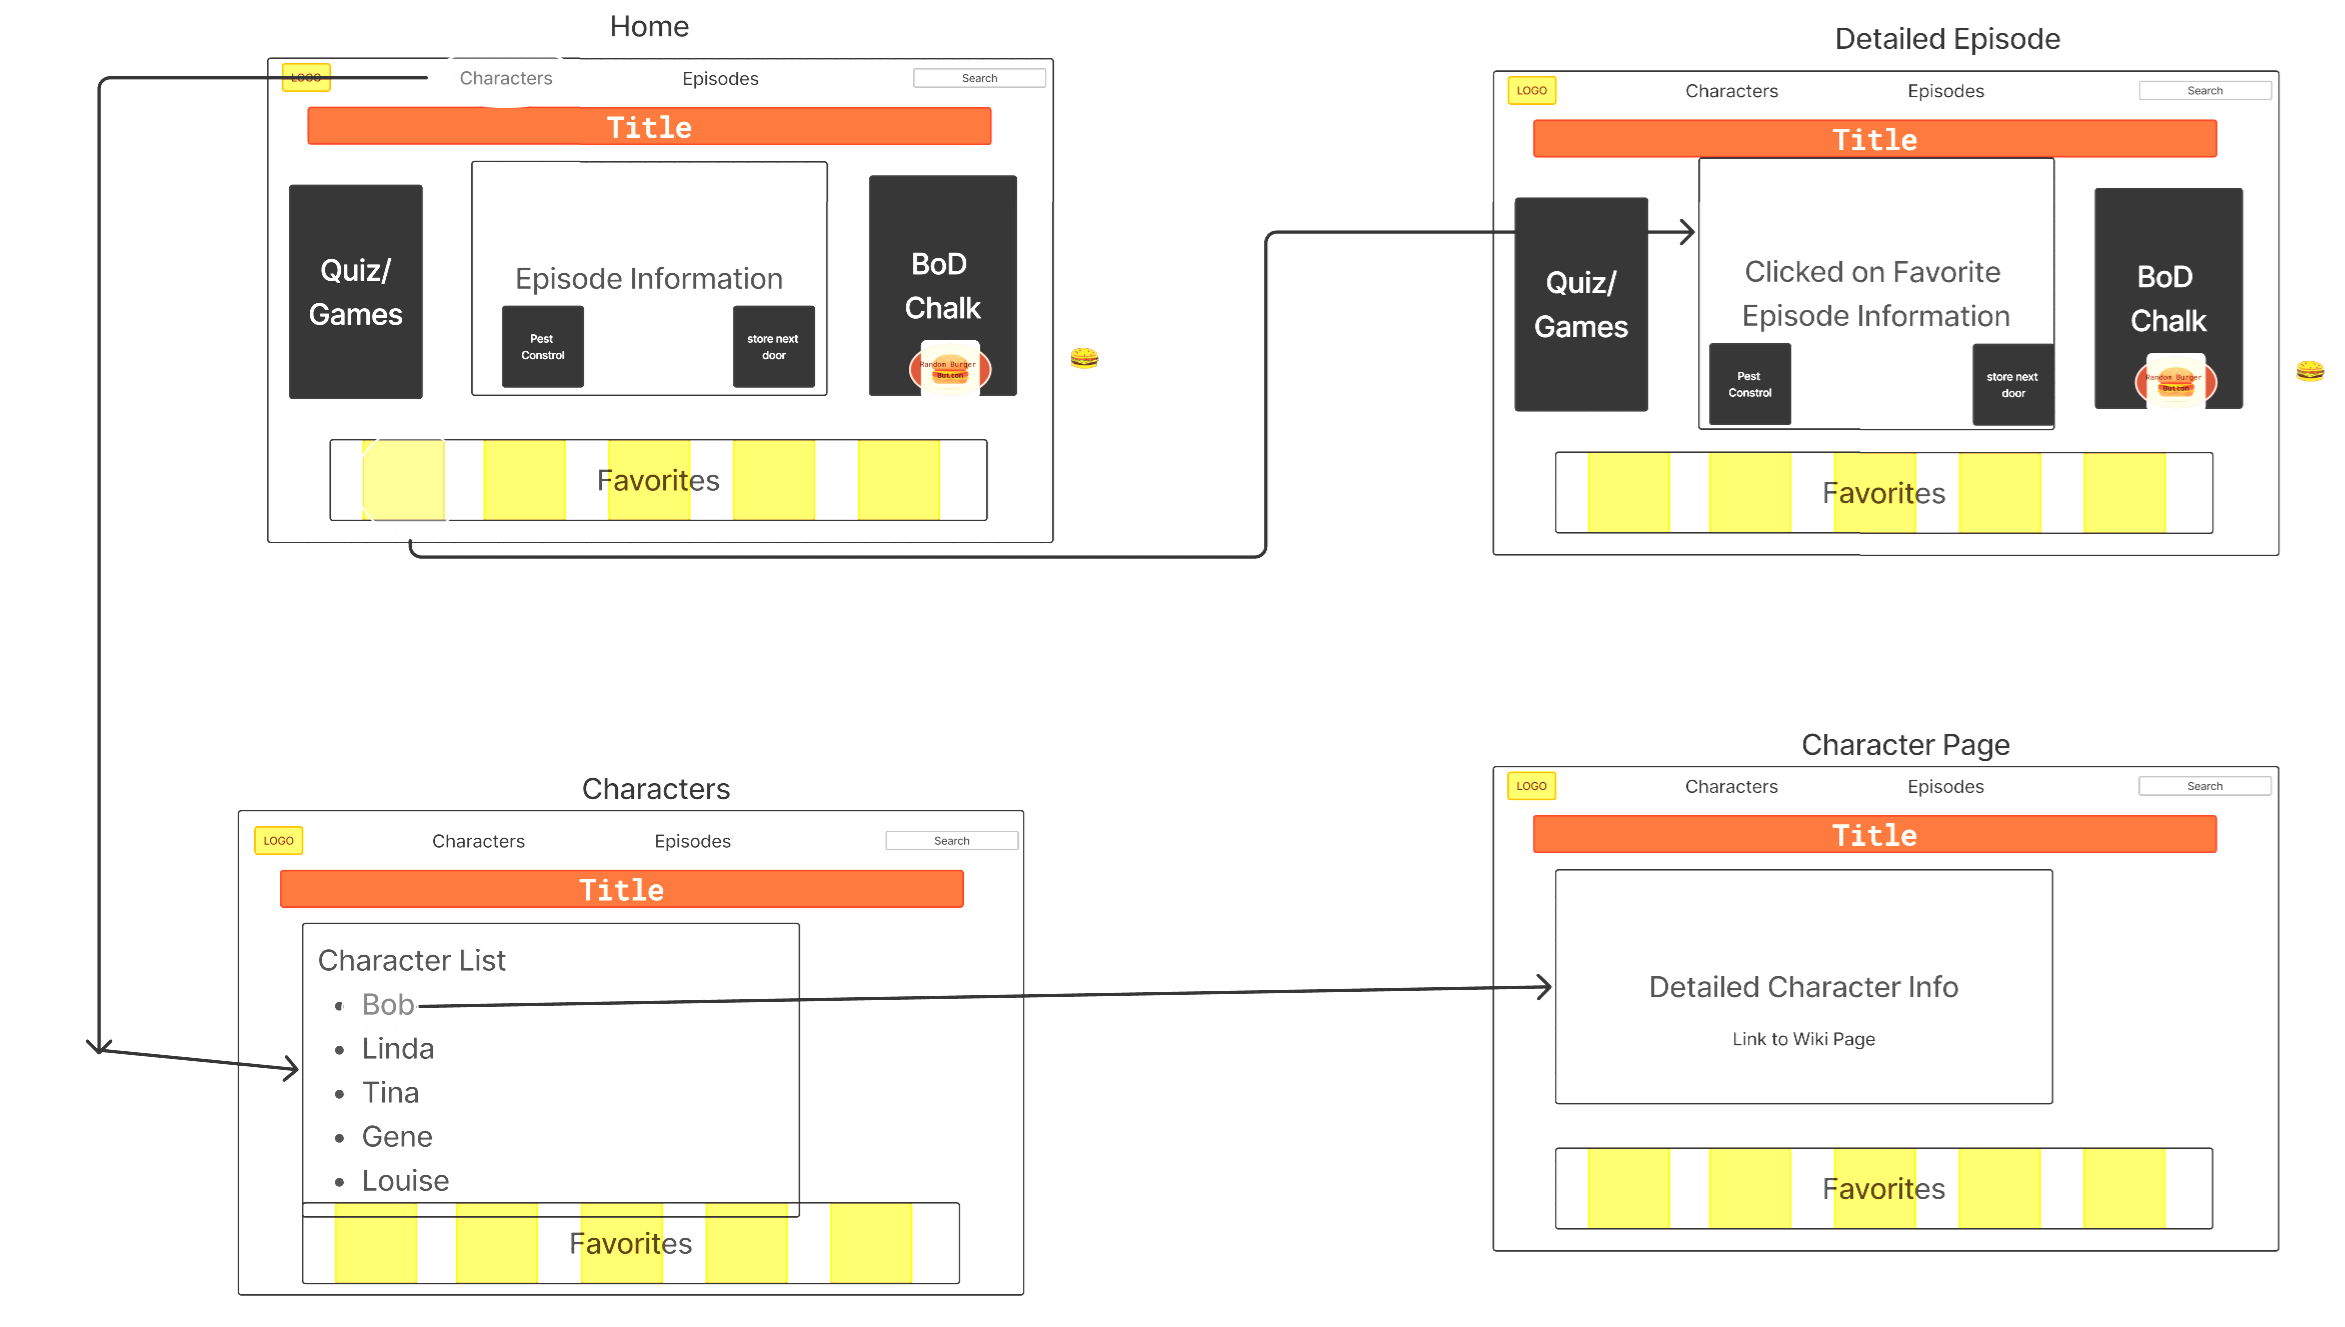 Home
LOGO
Characters
Episodes
Search
Title
Quiz/
Games
Episode Information
Pest
Constrol
store next
door
BoD
Chalk
Random Burger
Button
Favorites
Detailed Episode
LOGO
Characters
Episodes
Search
Title
Quiz/
Games
Clicked on Favorite
Episode Information
Pest
Constrol
store next
door
BoD
Chalk
Random Burger
Button
Favorites
Characters
LOGO
Characters
Episodes
Search
Title
Character List
• Bob
• Linda
• Tina
• Gene
• Louise
Favorites
Character Page
LOGO
Characters
Episodes
Search
Title
Detailed Character Info
Link to Wiki Page
Favorites